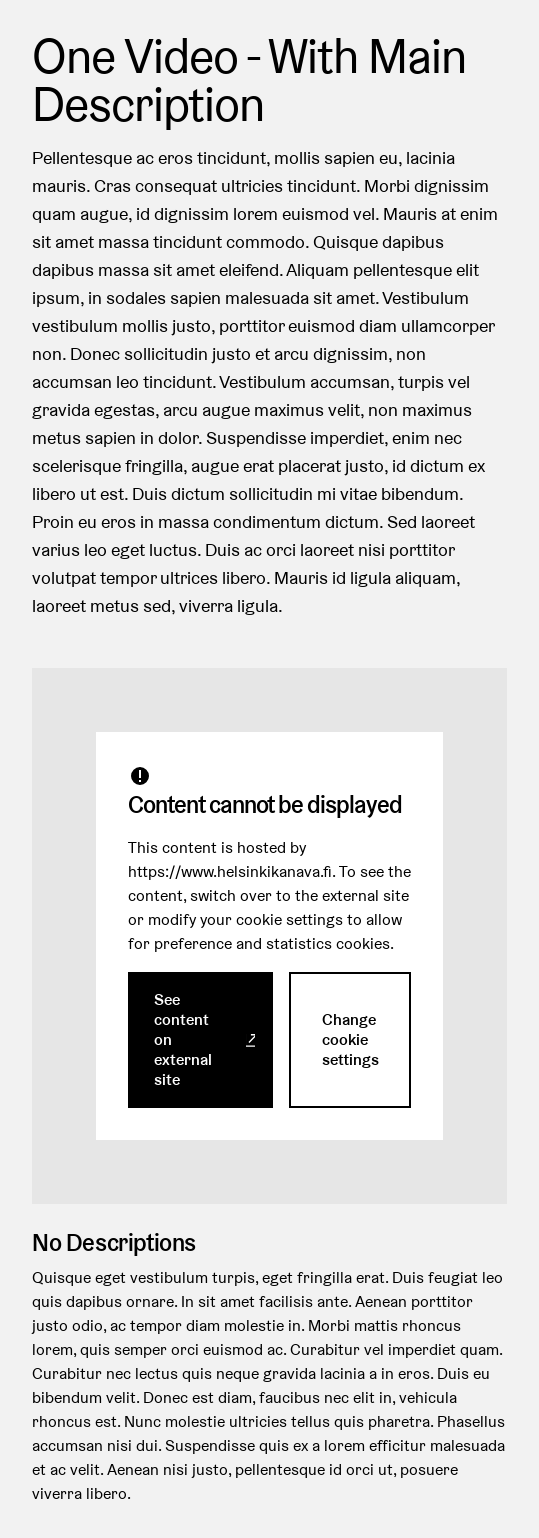 One Video - With Main
Description
Pellentesque ac eros tincidunt, mollis sapien eu, lacinia
mauris. Cras consequat ultricies tincidunt. Morbi dignissim
quam augue, id dignissim lorem euismod vel. Mauris at enim
sit amet massa tincidunt commodo. Quisque dapibus
dapibus massa sit amet eleifend. Aliquam pellentesque elit
ipsum, in sodales sapien malesuada sit amet. Vestibulum
vestibulum mollis justo, porttitor euismod diam ullamcorper
non. Donec sollicitudin justo et arcu dignissim, non
accumsan leo tincidunt. Vestibulum accumsan, turpis vel
gravida egestas, arcu augue maximus velit, non maximus
metus sapien in dolor. Suspendisse imperdiet, enim nec
scelerisque fringilla, augue erat placerat justo, id dictum ex
libero ut est. Duis dictum sollicitudin mi vitae bibendum.
Proin eu eros in massa condimentum dictum. Sed laoreet
varius leo eget luctus. Duis ac orci laoreet nisi porttitor
volutpat tempor ultrices libero. Mauris id ligula aliquam,
laoreet metus sed, viverra ligula.
Content cannot be displayed
This content is hosted by
https://www.helsinkikanava.fi. To see the
content, switch over to the external site
or modify your cookie settings to allow
for preference and statistics cookies.
See
content
on
external
site
Change
cookie
settings
No Descriptions
Quisque eget vestibulum turpis, eget fringilla erat. Duis feugiat leo
quis dapibus ornare. In sit amet facilisis ante. Aenean porttitor
justo odio, ac tempor diam molestie in. Morbi mattis rhoncus
lorem, quis semper orci euismod ac. Curabitur vel imperdiet quam.
Curabitur nec lectus quis neque gravida lacinia a in eros. Duis eu
bibendum velit. Donec est diam, faucibus nec elit in, vehicula
rhoncus est. Nunc molestie ultricies tellus quis pharetra. Phasellus
accumsan nisi dui. Suspendisse quis ex a lorem efficitur malesuada
et ac velit. Aenean nisi justo, pellentesque id orci ut, posuere
viverra libero.